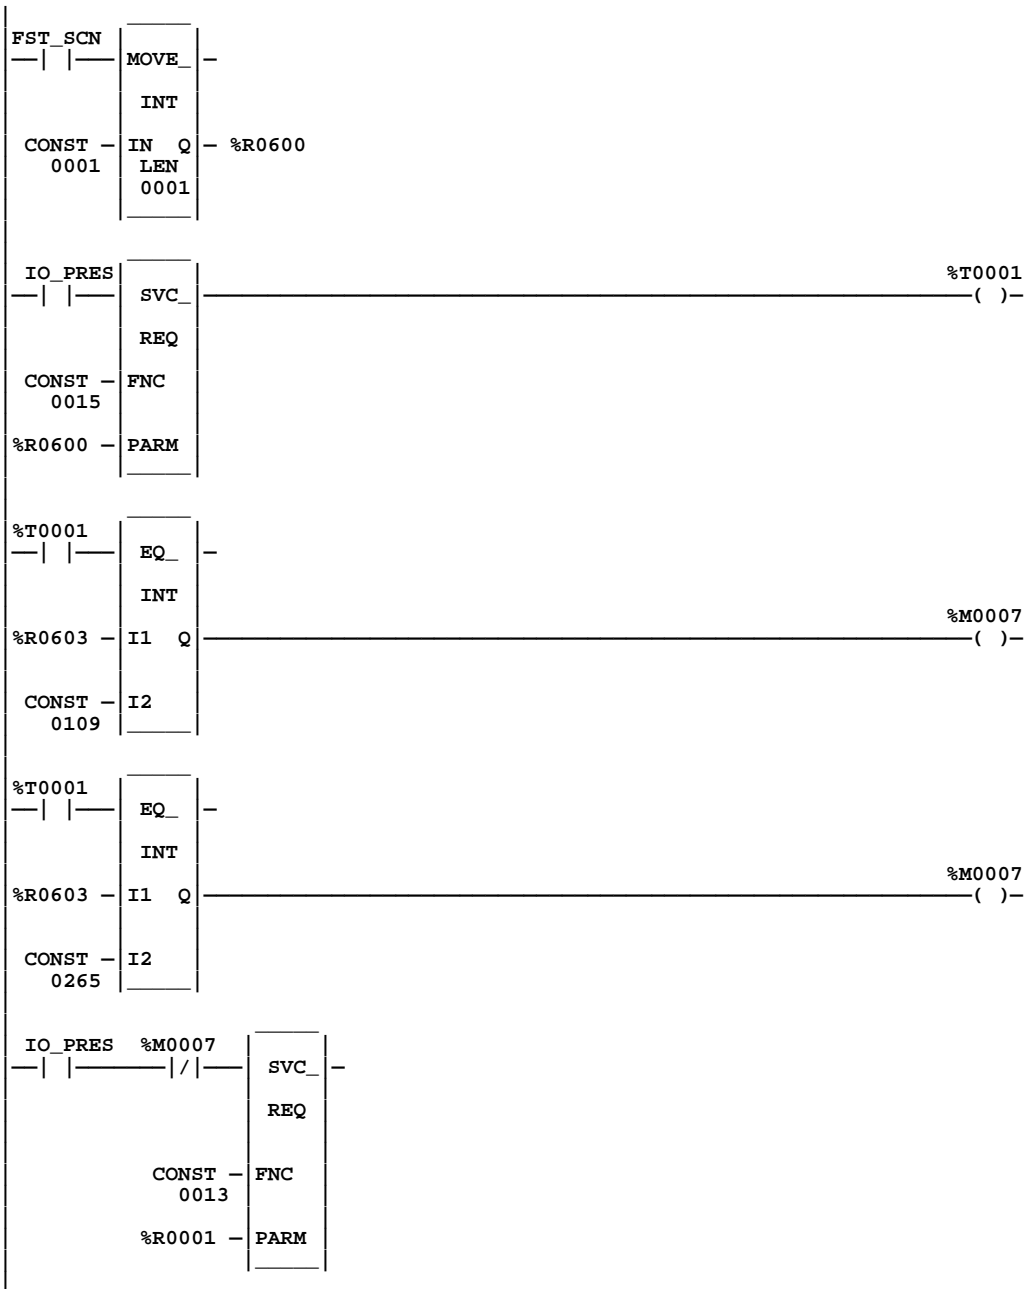 FST_SCN
MOVE_
INT
CONST IN Q %R0600
0001 LEN
0001
IO_PRES %T0001
SVC_ ( )
REQ
CONST FNC
0015
%R0600 PARM
%T0001
EQ_
INT
%M0007
%R0603 I1 Q ( )
CONST I2
0109
%T0001
EQ_
INT
%M0007
%R0603 I1 Q ( )
CONST I2
0265
IO_PRES %M0007
/ SVC_
REQ
CONST FNC
0013
%R0001 PARM